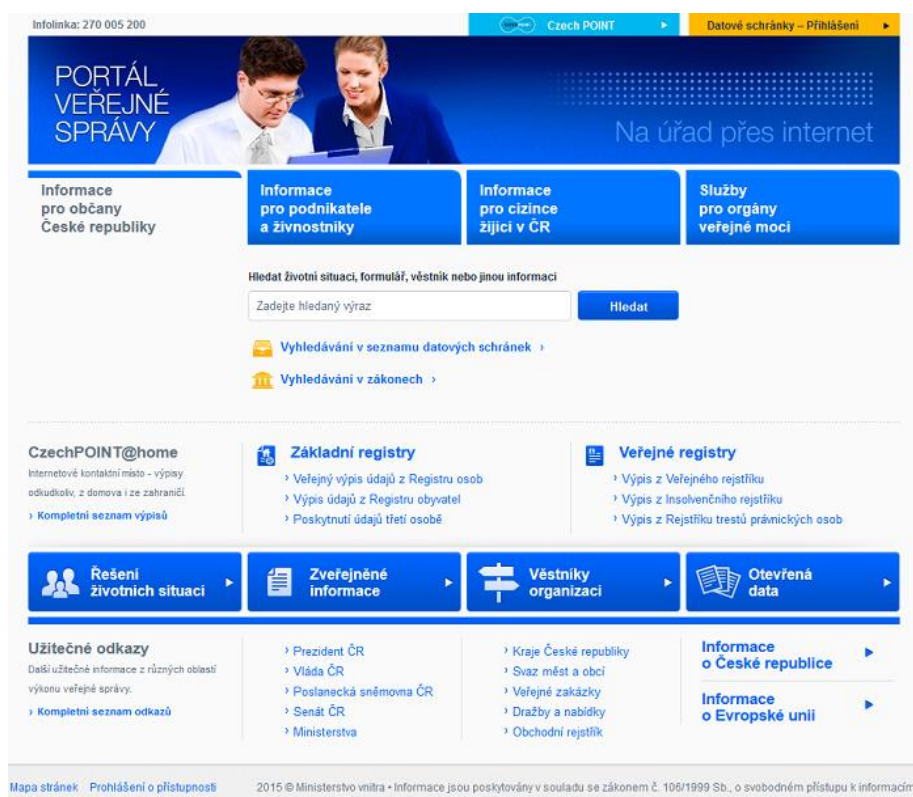 Infolinka: 270 005 200
Czech POINT
Datové schránky – Přihlášení
PORTÁL
VEŘEJNÉ
SPRÁVY
Na úřad přes internet
Informace
pro občany
České republiky
Informace
pro podnikatele
a živnostníky
Informace
pro cizince
žijící v ČR
Služby
pro orgány
veřejné moci
Hledat životní situaci, formulář, věstník nebo jinou informaci
Zadejte hledaný výraz
Hledat
Vyhledávání v seznamu datových schránek ›
Vyhledávání v zákonech ›
CzechPOINT@home
Internetové kontaktní místo - výpisy
odkudkoliv, z domova i ze zahraničí.
› Kompletní seznam výpisů
Základní registry
› Veřejný výpis údajů z Registru osob
› Výpis údajů z Registru obyvatel
› Poskytnutí údajů třetí osobě
Veřejné registry
› Výpis z Veřejného rejstříku
› Výpis z Insolvenčního rejstříku
› Výpis z Rejstříku trestů právnických osob
Řešení
životních situací
Zveřejněné
informace
Věstníky
organizací
Otevřená
data
Užitečné odkazy
Další užitečné informace z různých oblastí
výkonu veřejné správy.
› Kompletní seznam odkazů
› Prezident ČR
› Vláda ČR
› Poslanecká sněmovna ČR
› Senát ČR
› Ministerstva
› Kraje České republiky
› Svaz měst a obcí
› Veřejné zakázky
› Dražby a nabídky
› Obchodní rejstřík
Informace
o České republice
Informace
o Evropské unii
Mapa stránek Prohlášení o přístupnosti
2015 © Ministerstvo vnitra • Informace jsou poskytovány v souladu se zákonem č. 106/1999 Sb., o svobodném přístupu k informacím